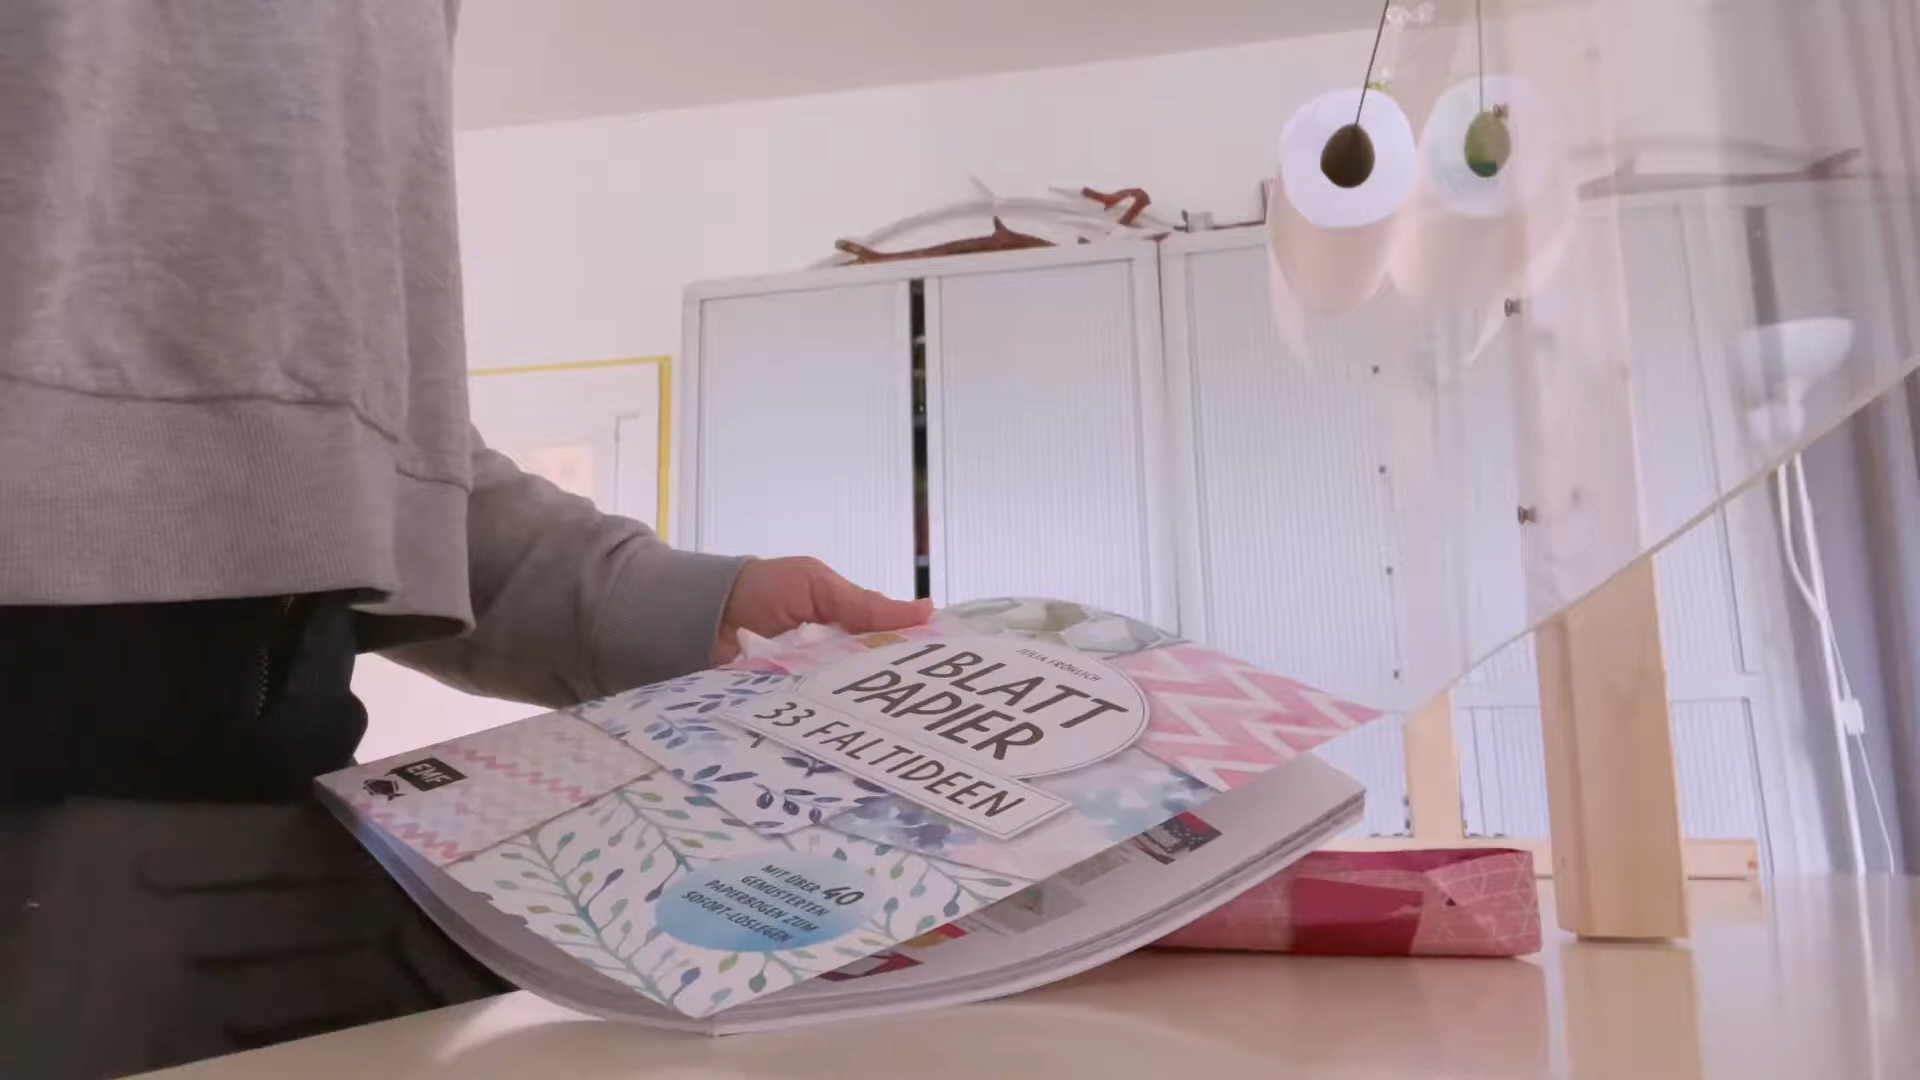 JULIA FRÖHLICH
1 BLATT
PAPIER
33 FALTIDEEN
EMF
MIT ÜBER 40
GEMUSTERTEN
PAPIERBOGEN ZUM
SOFORT-LOSLEGEN